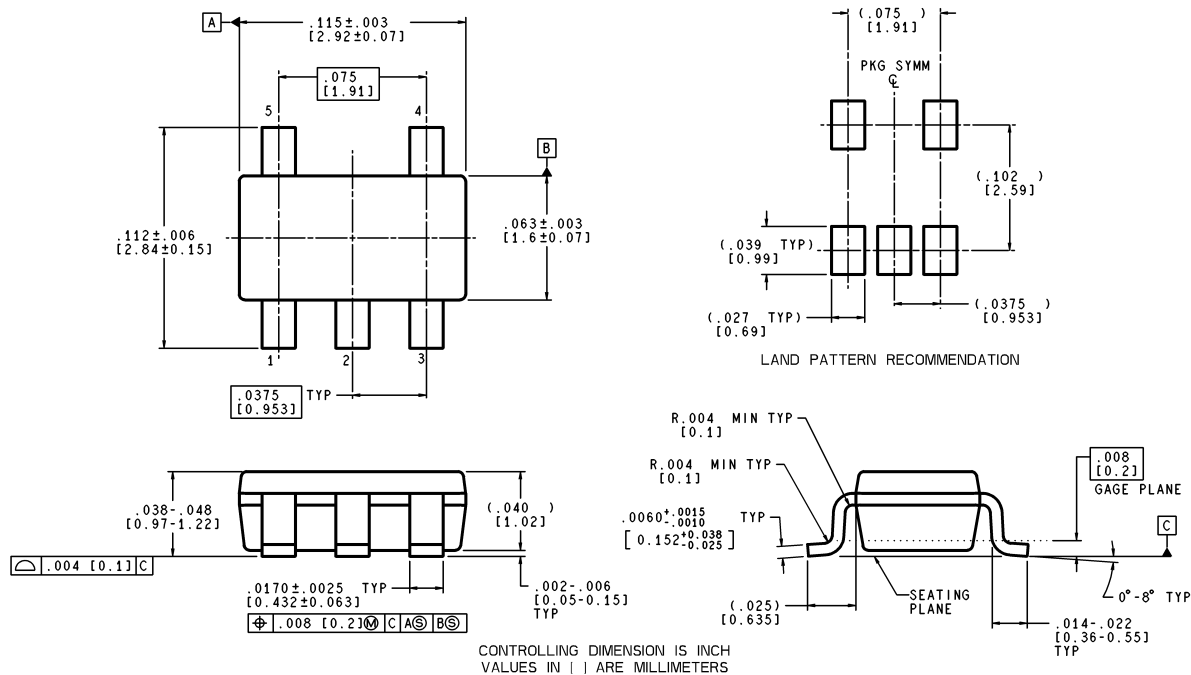 A
.115±.003
[2.92±0.07]
.075
[1.91]
5
4
B
.112±.006
[2.84±0.15]
.063±.003
[1.6±0.07]
1
2
3
.0375 TYP
[0.953]
(.075 )
[1.91]
PKG SYMM
℄
(.102 )
[2.59]
(.039 TYP)
[0.99]
(.027 TYP)
[0.69]
(.0375 )
[0.953]
LAND PATTERN RECOMMENDATION
.038-.048
[0.97-1.22]
(.040 )
[1.02]
⌓ .004 [0.1] C
.0170±.0025 TYP
[0.432±0.063]
⌖ .008 [0.2]Ⓜ C AⓈ BⓈ
.002-.006
[0.05-0.15]
TYP
R.004 MIN TYP
[0.1]
R.004 MIN TYP
[0.1]
.0060+.0015-.0010 TYP
[0.152+0.038-0.025]
.008
[0.2]
GAGE PLANE
C
SEATING
PLANE
(.025)
[0.635]
0°-8° TYP
.014-.022
[0.36-0.55]
TYP
CONTROLLING DIMENSION IS INCH
VALUES IN [ ] ARE MILLIMETERS